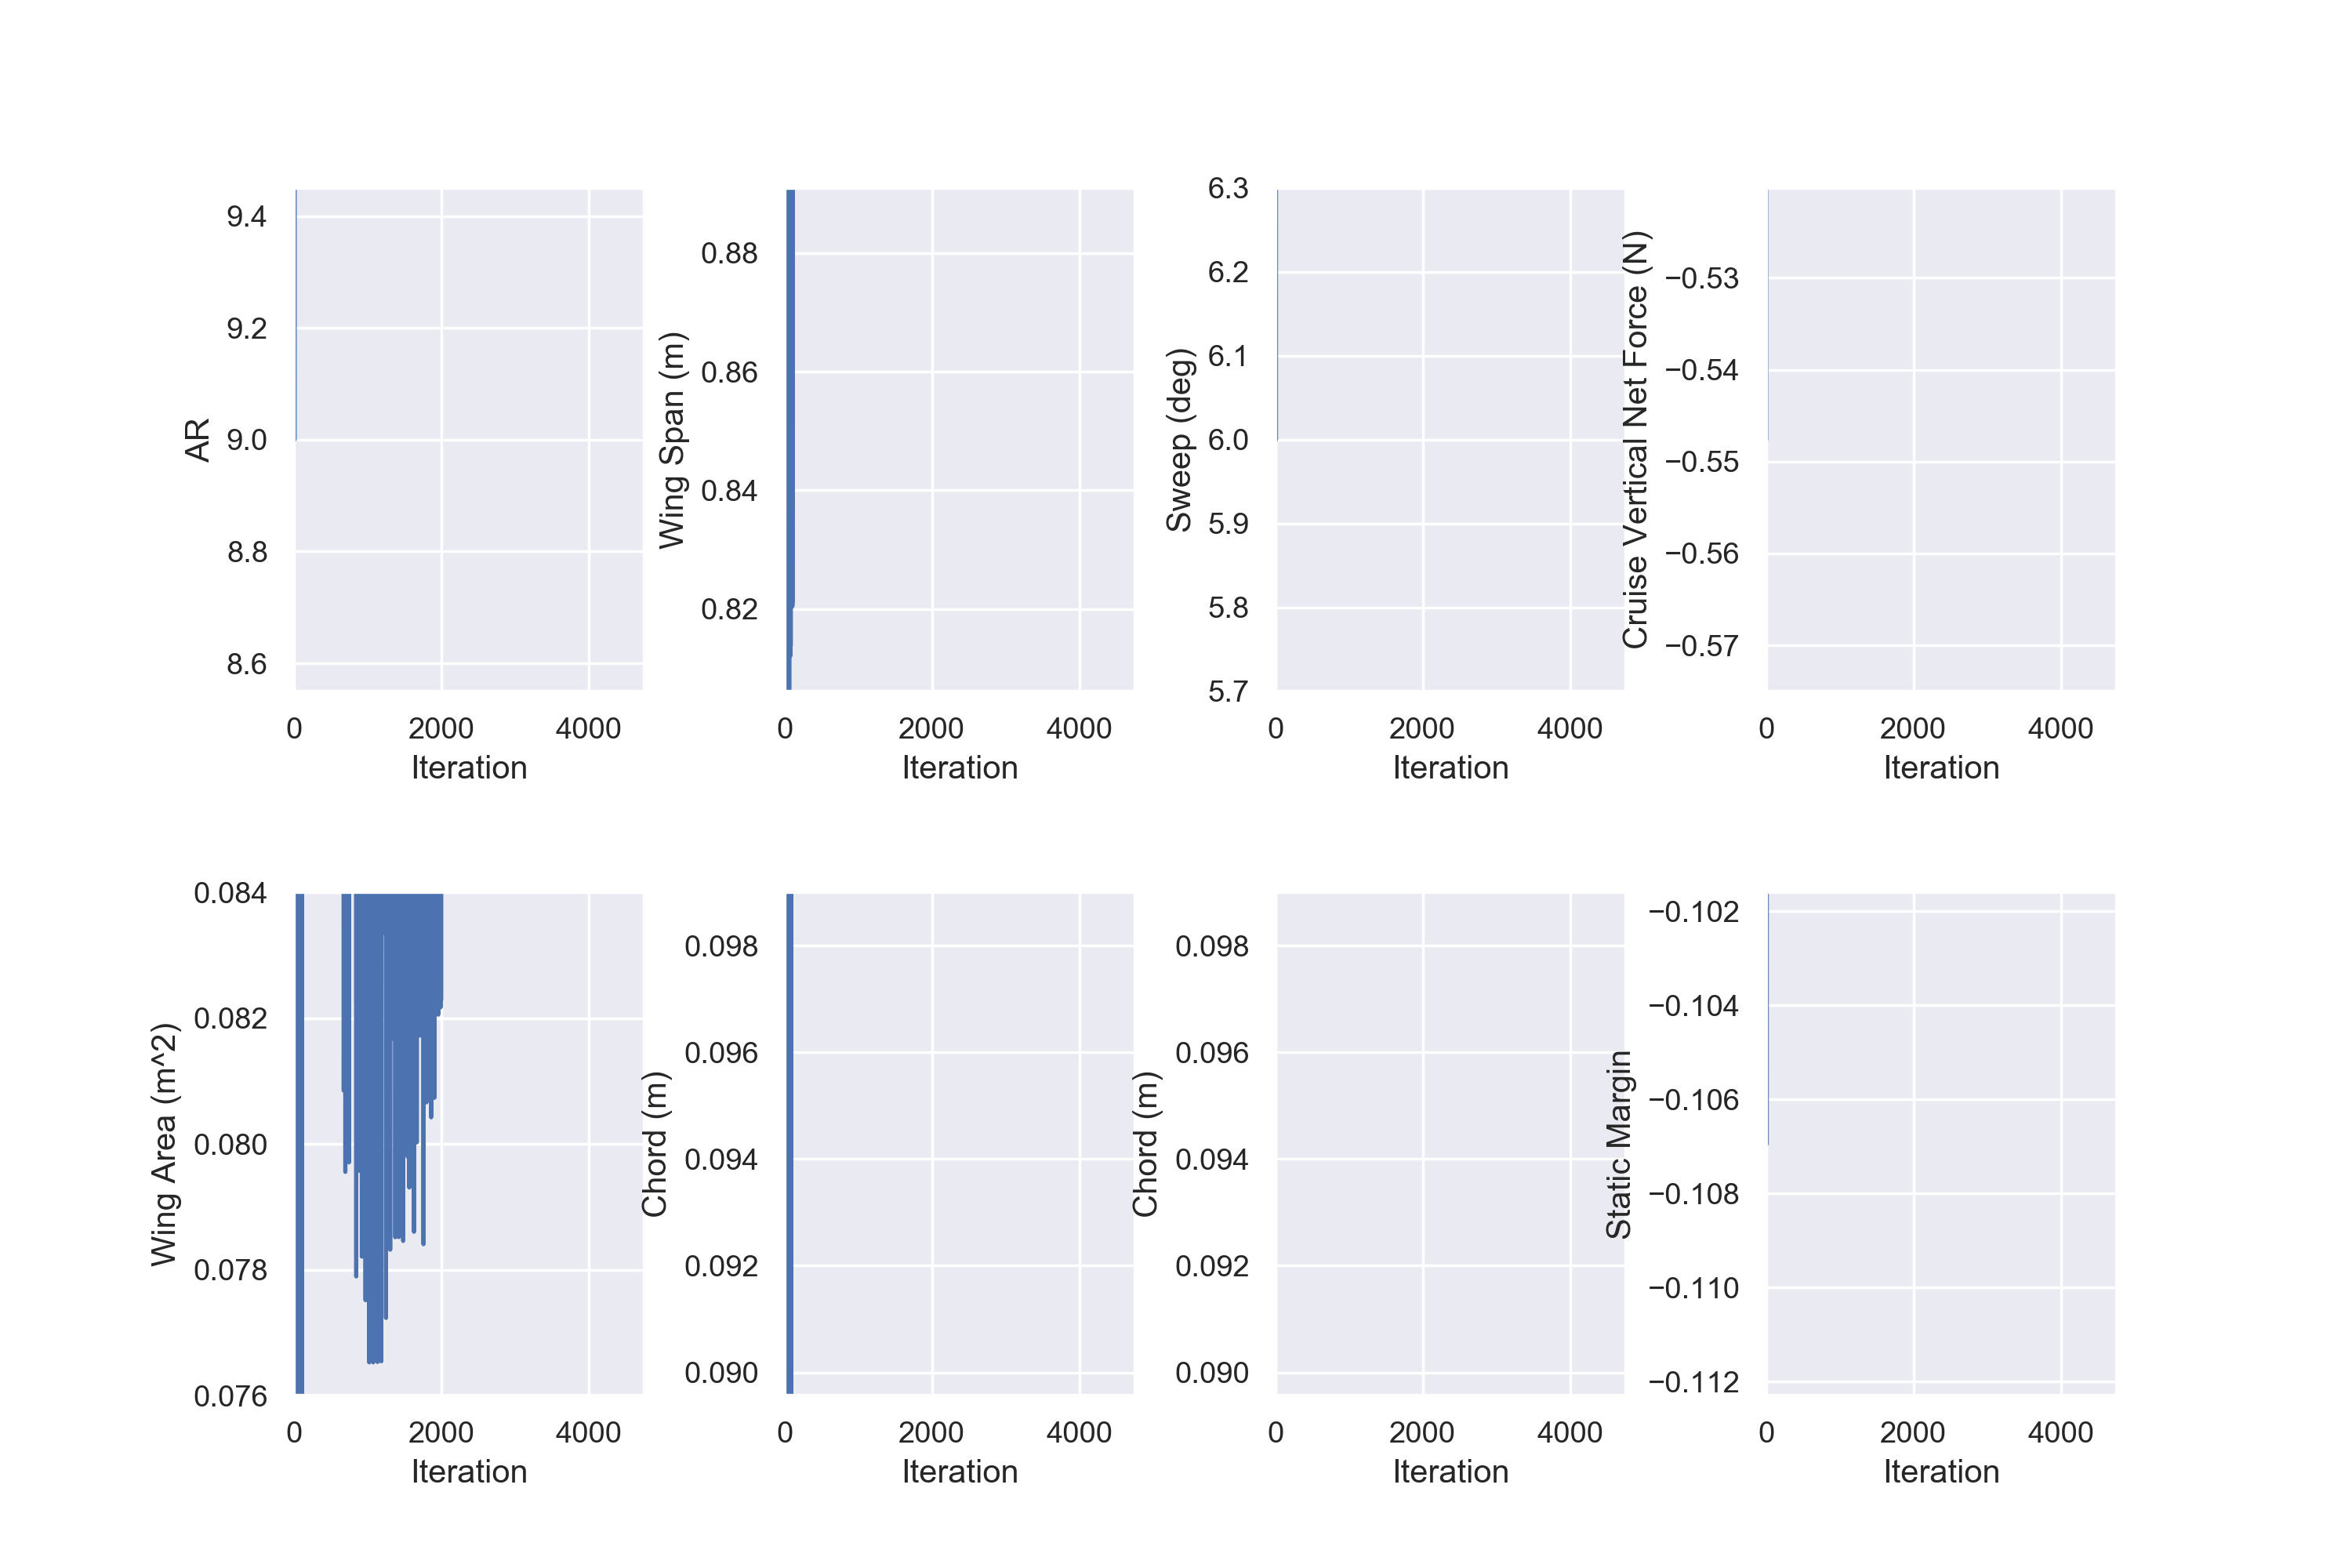 AR
9.4
9.2
9.0
8.8
8.6
0 2000 4000
Iteration
Wing Span (m)
0.88
0.86
0.84
0.82
0 2000 4000
Iteration
Sweep (deg)
6.3
6.2
6.1
6.0
5.9
5.8
5.7
0 2000 4000
Iteration
Cruise Vertical Net Force (N)
−0.53
−0.54
−0.55
−0.56
−0.57
0 2000 4000
Iteration
Wing Area (m^2)
0.084
0.082
0.080
0.078
0.076
0 2000 4000
Iteration
Chord (m)
0.098
0.096
0.094
0.092
0.090
0 2000 4000
Iteration
Chord (m)
0.098
0.096
0.094
0.092
0.090
0 2000 4000
Iteration
Static Margin
−0.102
−0.104
−0.106
−0.108
−0.110
−0.112
0 2000 4000
Iteration